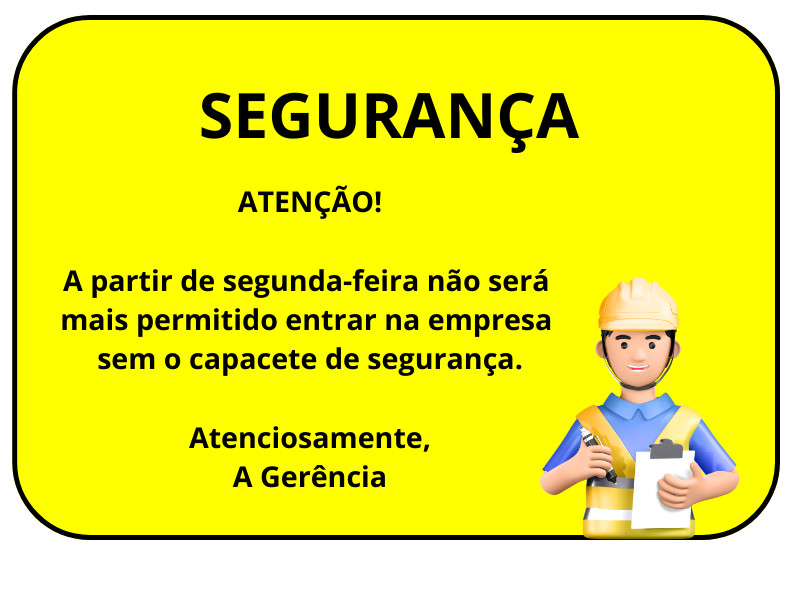 SEGURANÇA
ATENÇÃO!
A partir de segunda-feira não será
mais permitido entrar na empresa
sem o capacete de segurança.
Atenciosamente,
A Gerência